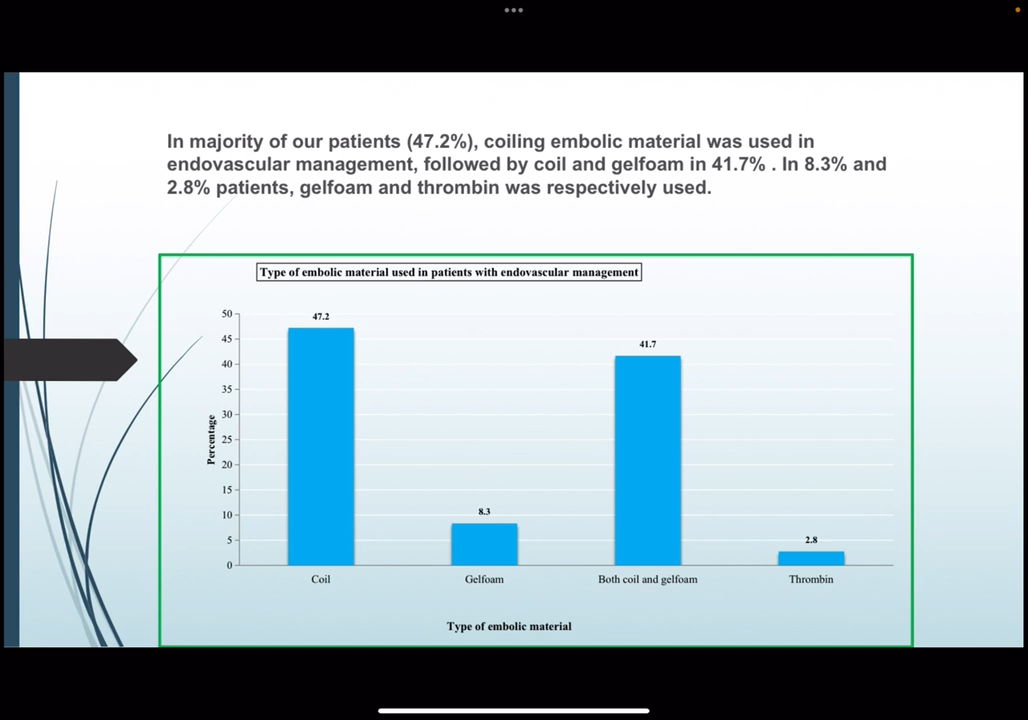 In majority of our patients (47.2%), coiling embolic material was used in
endovascular management, followed by coil and gelfoam in 41.7% . In 8.3% and
2.8% patients, gelfoam and thrombin was respectively used.
Type of embolic material used in patients with endovascular management
50
45
40
35
30
25
20
15
10
5
0
Percentage
47.2
8.3
41.7
2.8
Coil
Gelfoam
Both coil and gelfoam
Thrombin
Type of embolic material